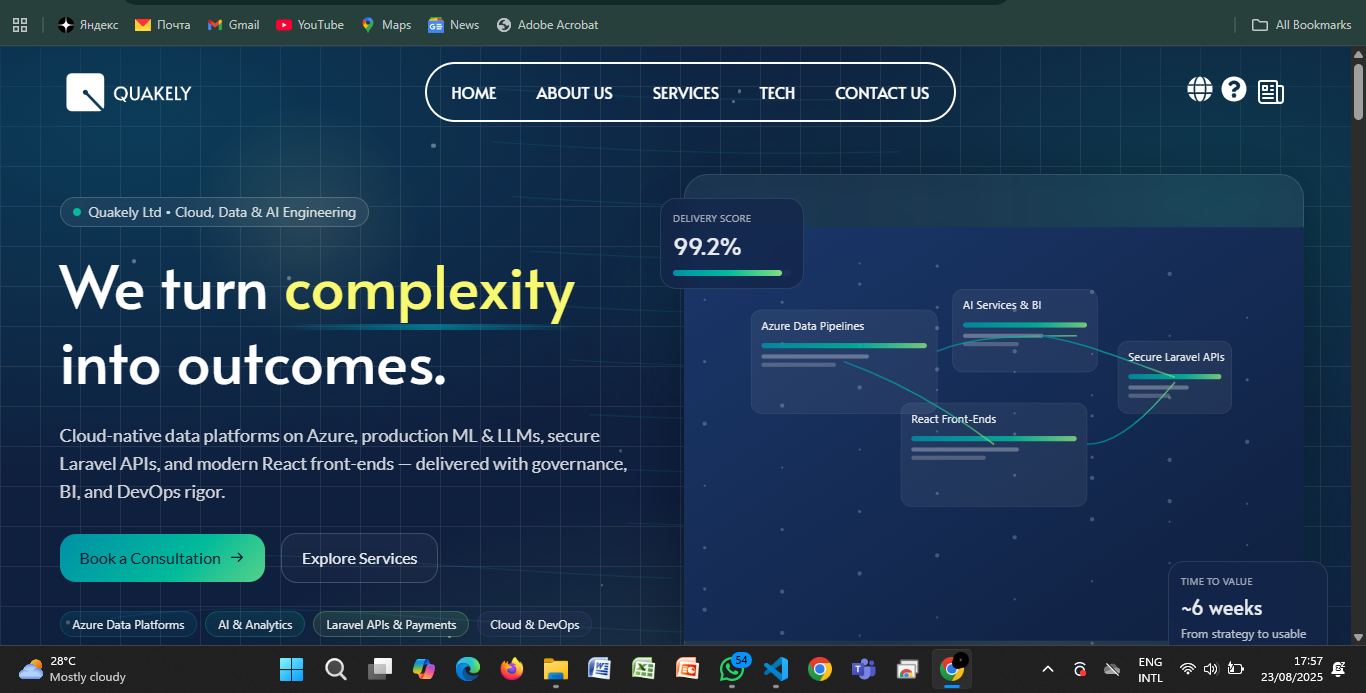 Яндекс
Почта
Gmail
YouTube
Maps
News
Adobe Acrobat
All Bookmarks
QUAKELY
HOME
ABOUT US
SERVICES
TECH
CONTACT US
Quakely Ltd • Cloud, Data & AI Engineering
We turn complexity
into outcomes.
Cloud-native data platforms on Azure, production ML & LLMs, secure
Laravel APIs, and modern React front-ends — delivered with governance,
BI, and DevOps rigor.
Book a Consultation →
Explore Services
Azure Data Platforms
AI & Analytics
Laravel APIs & Payments
Cloud & DevOps
DELIVERY SCORE
99.2%
Azure Data Pipelines
AI Services & BI
Secure Laravel APIs
React Front-Ends
TIME TO VALUE
~6 weeks
From strategy to usable
28°C
Mostly cloudy
54
ENG
INTL
17:57
23/08/2025